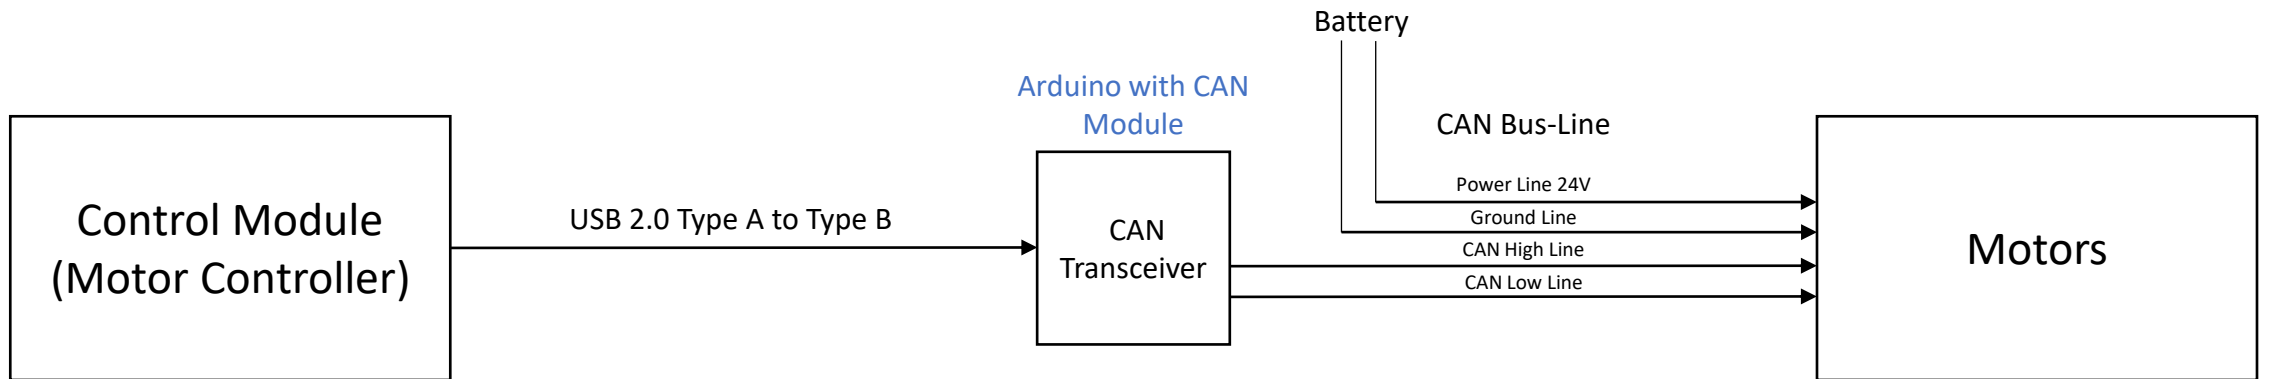 Battery
Arduino with CAN
Module
CAN Bus-Line
Control Module
(Motor Controller)
USB 2.0 Type A to Type B
CAN
Transceiver
Power Line 24V
Ground Line
CAN High Line
CAN Low Line
Motors